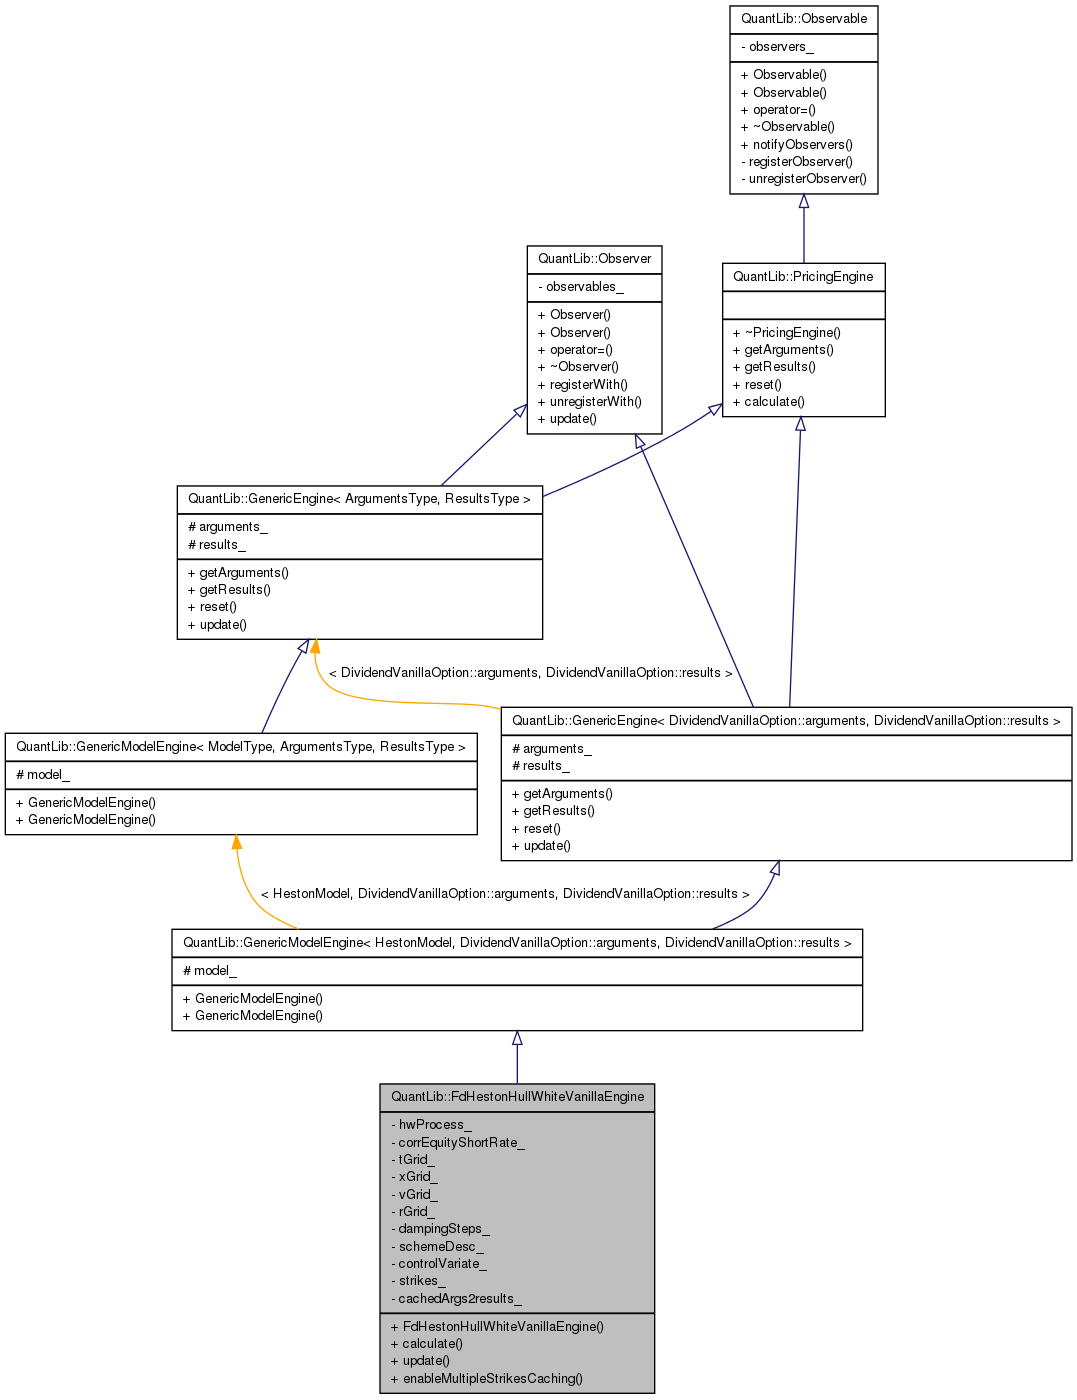 QuantLib::Observable
- observers_
+ Observable()
+ Observable()
+ operator=()
+ ~Observable()
+ notifyObservers()
- registerObserver()
- unregisterObserver()
QuantLib::Observer
- observables_
+ Observer()
+ Observer()
+ operator=()
+ ~Observer()
+ registerWith()
+ unregisterWith()
+ update()
QuantLib::PricingEngine
+ ~PricingEngine()
+ getArguments()
+ getResults()
+ reset()
+ calculate()
QuantLib::GenericEngine< ArgumentsType, ResultsType >
# arguments_
# results_
+ getArguments()
+ getResults()
+ reset()
+ update()
< DividendVanillaOption::arguments, DividendVanillaOption::results >
QuantLib::GenericModelEngine< ModelType, ArgumentsType, ResultsType >
# model_
+ GenericModelEngine()
+ GenericModelEngine()
QuantLib::GenericEngine< DividendVanillaOption::arguments, DividendVanillaOption::results >
# arguments_
# results_
+ getArguments()
+ getResults()
+ reset()
+ update()
< HestonModel, DividendVanillaOption::arguments, DividendVanillaOption::results >
QuantLib::GenericModelEngine< HestonModel, DividendVanillaOption::arguments, DividendVanillaOption::results >
# model_
+ GenericModelEngine()
+ GenericModelEngine()
QuantLib::FdHestonHullWhiteVanillaEngine
- hwProcess_
- corrEquityShortRate_
- tGrid_
- xGrid_
- vGrid_
- rGrid_
- dampingSteps_
- schemeDesc_
- controlVariate_
- strikes_
- cachedArgs2results_
+ FdHestonHullWhiteVanillaEngine()
+ calculate()
+ update()
+ enableMultipleStrikesCaching()